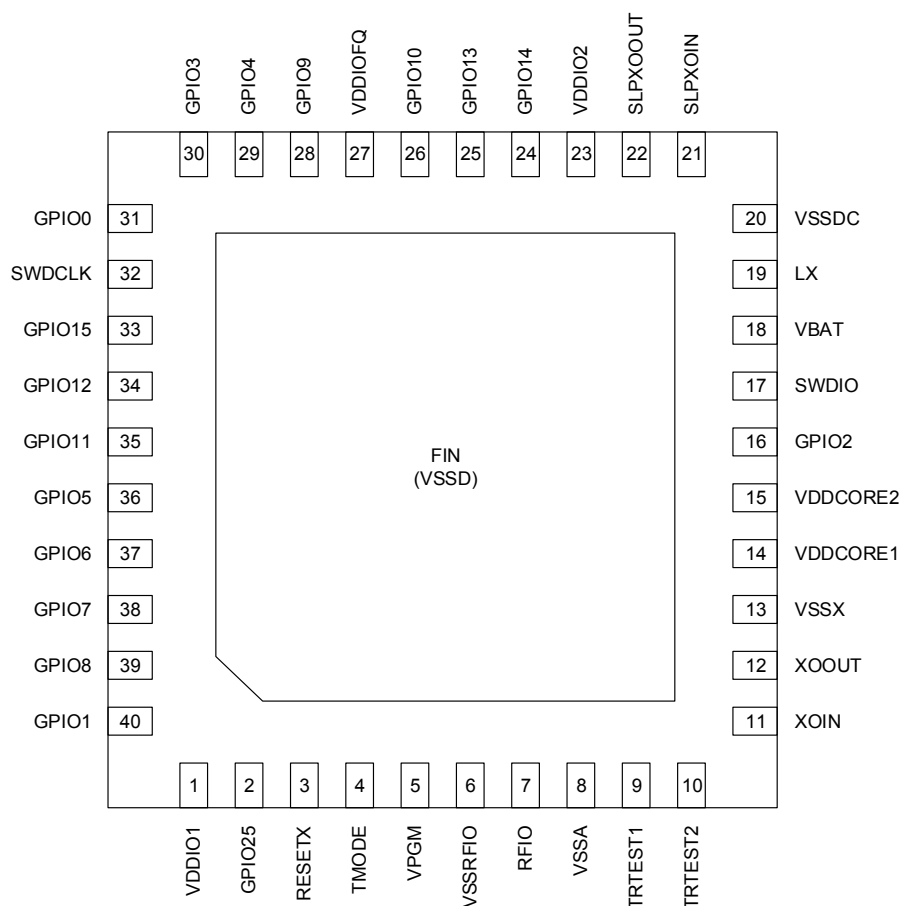 GPIO3
GPIO4
GPIO9
VDDIOFQ
GPIO10
GPIO13
GPIO14
VDDIO2
SLPXOOUT
SLPXOIN
30
29
28
27
26
25
24
23
22
21
GPIO0 31
SWDCLK 32
GPIO15 33
GPIO12 34
GPIO11 35
GPIO5 36
GPIO6 37
GPIO7 38
GPIO8 39
GPIO1 40
FIN
(VSSD)
20 VSSDC
19 LX
18 VBAT
17 SWDIO
16 GPIO2
15 VDDCORE2
14 VDDCORE1
13 VSSX
12 XOOUT
11 XOIN
1
2
3
4
5
6
7
8
9
10
VDDIO1
GPIO25
RESETX
TMODE
VPGM
VSSRFIO
RFIO
VSSA
TRTEST1
TRTEST2